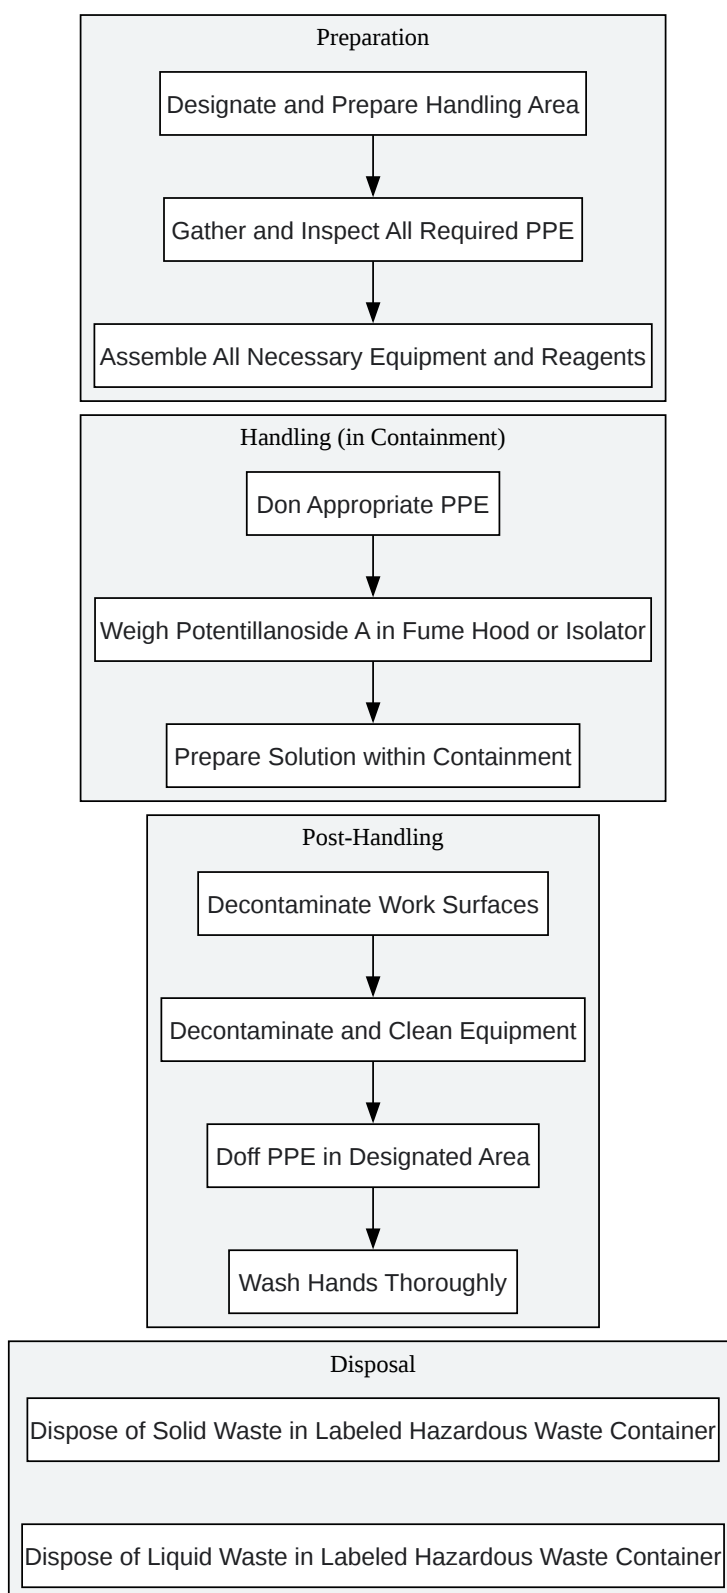 Preparation
Designate and Prepare Handling Area
Gather and Inspect All Required PPE
Assemble All Necessary Equipment and Reagents
Handling (in Containment)
Don Appropriate PPE
Weigh Potentillanoside A in Fume Hood or Isolator
Prepare Solution within Containment
Post-Handling
Decontaminate Work Surfaces
Decontaminate and Clean Equipment
Doff PPE in Designated Area
Wash Hands Thoroughly
Disposal
Dispose of Solid Waste in Labeled Hazardous Waste Container
Dispose of Liquid Waste in Labeled Hazardous Waste Container